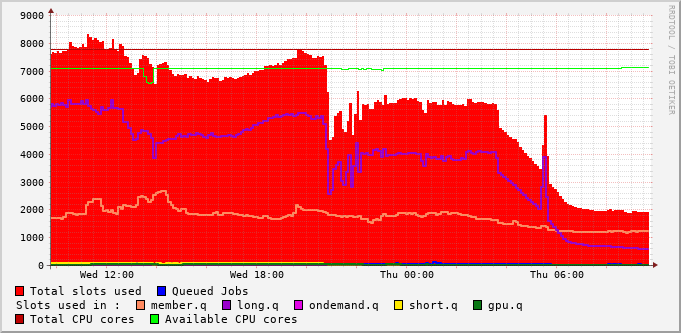 9000
8000
7000
6000
5000
4000
3000
2000
1000
0
Wed 12:00 Wed 18:00 Thu 00:00 Thu 06:00
Total slots used Queued Jobs
Slots used in : member.q long.q ondemand.q short.q gpu.q
Total CPU cores Available CPU cores
RRDTOOL / TOBI OETIKER